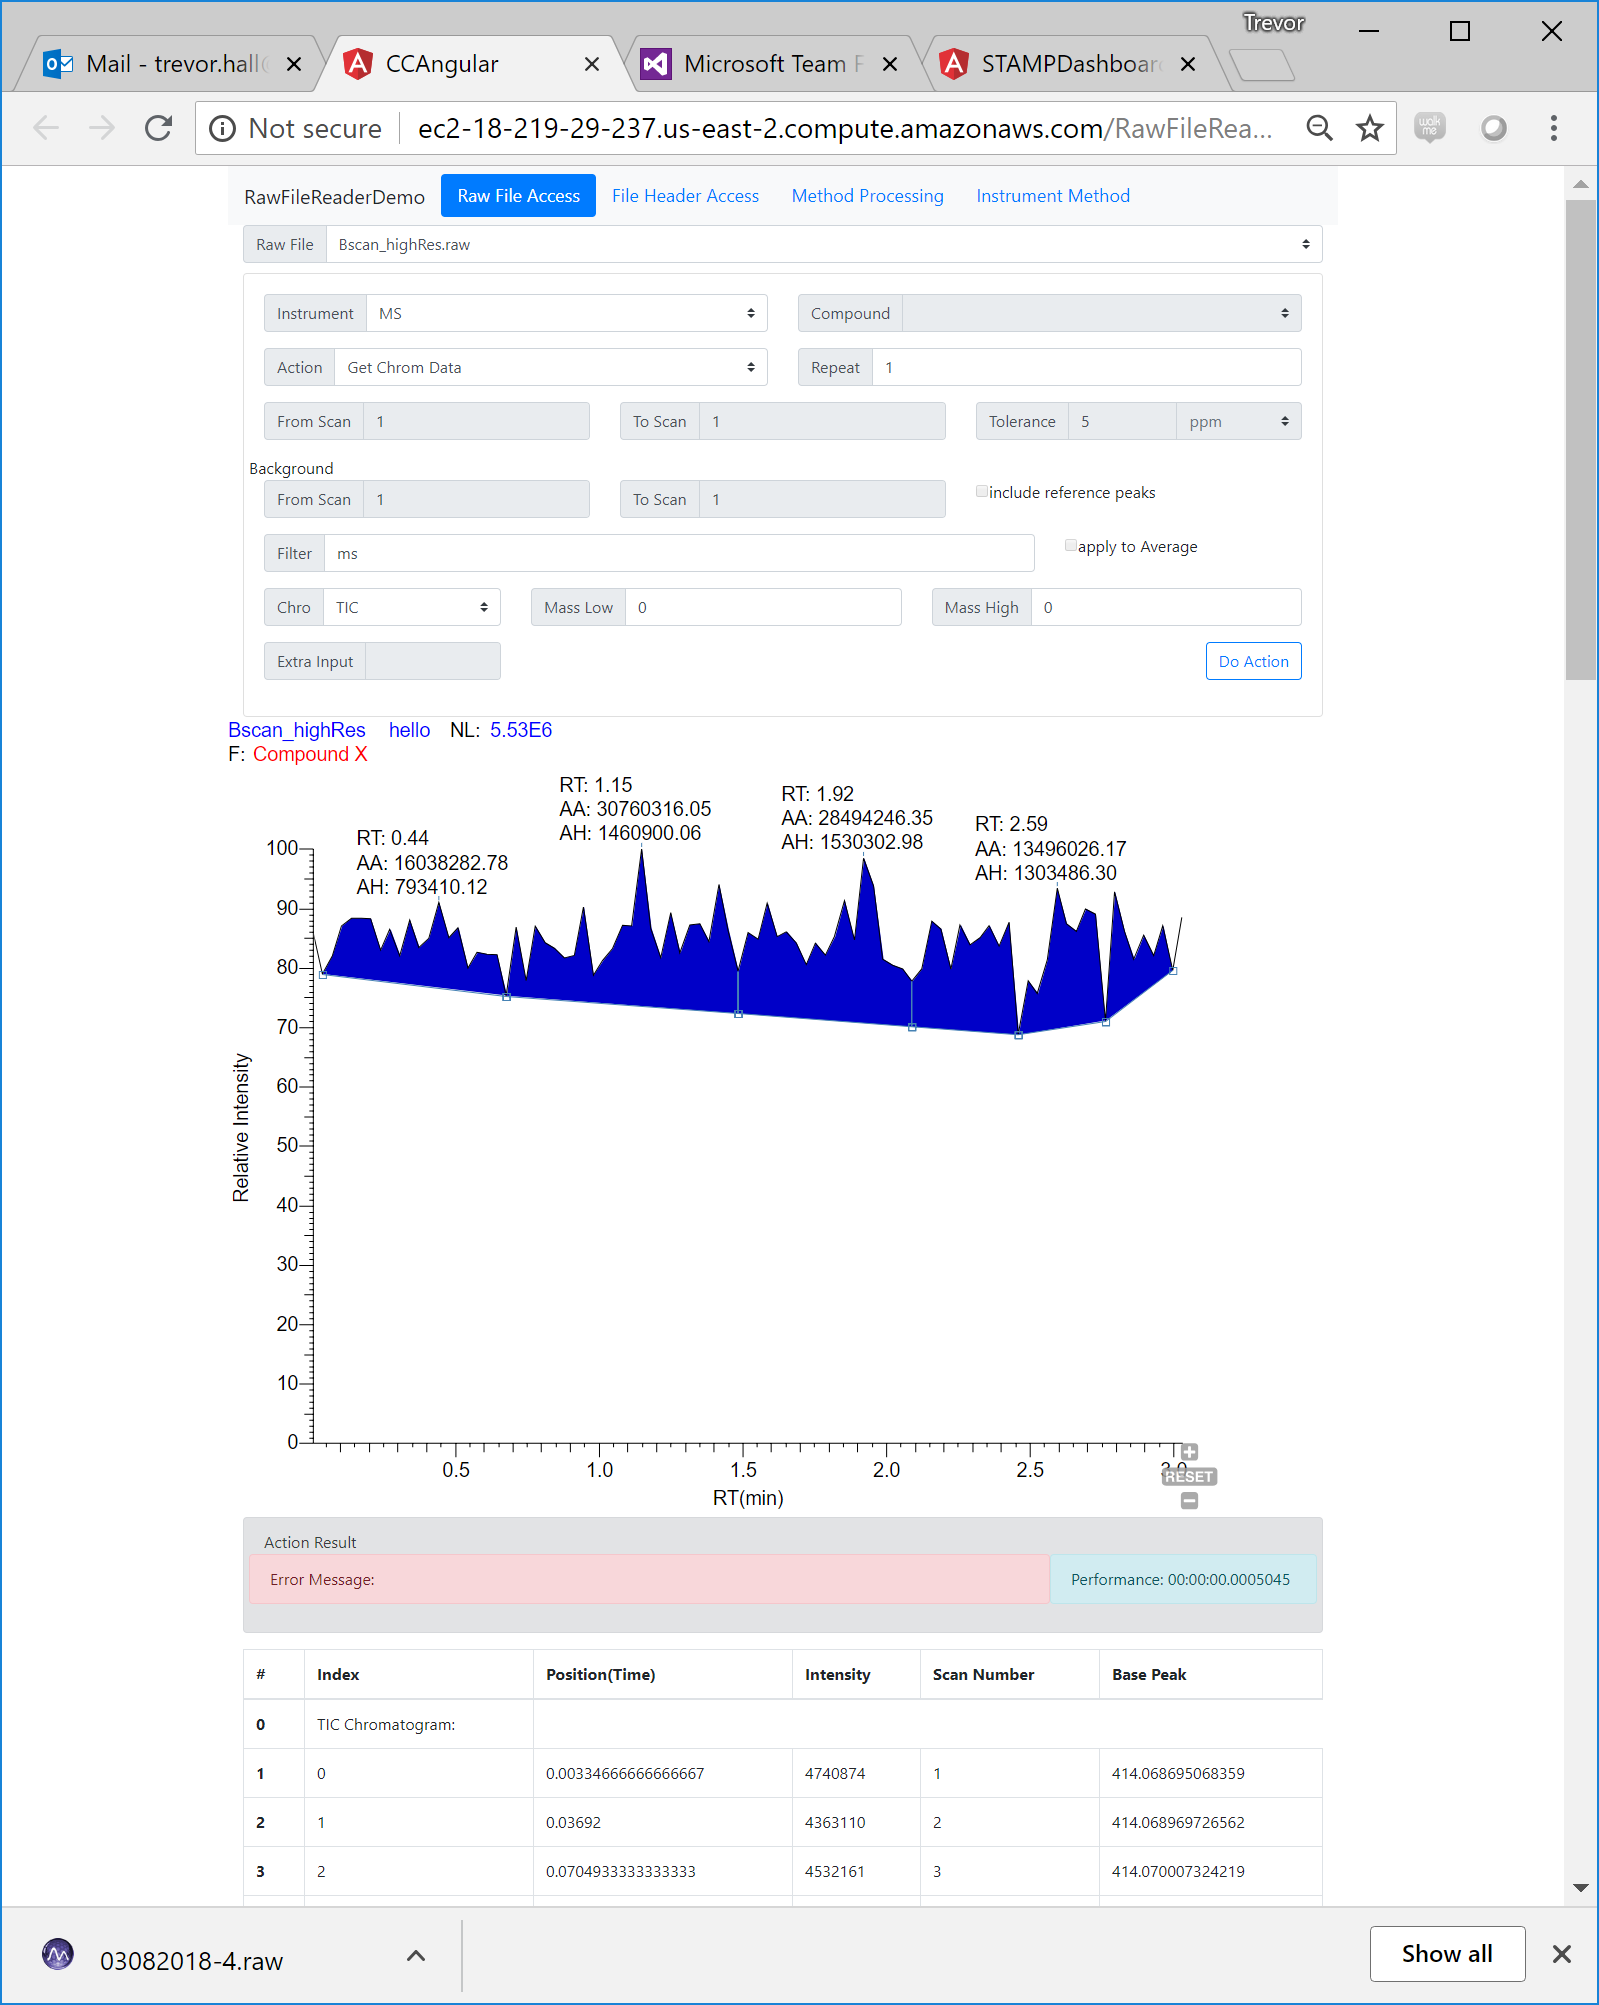 Trevor
Mail - trevor.hall
CCAngular
Microsoft Team
STAMPDashboar
Not secure
ec2-18-219-29-237.us-east-2.compute.amazonaws.com/RawFileRea...
walk me
RawFileReaderDemo Raw File Access File Header Access Method Processing Instrument Method
Raw File Bscan_highRes.raw
Instrument MS Compound
Action Get Chrom Data Repeat 1
From Scan 1 To Scan 1 Tolerance 5 ppm
Background
From Scan 1 To Scan 1 include reference peaks
Filter ms apply to Average
Chro TIC Mass Low 0 Mass High 0
Extra Input Do Action
Bscan_highRes hello NL: 5.53E6
F: Compound X
RT: 0.44
AA: 16038282.78
AH: 793410.12
RT: 1.15
AA: 30760316.05
AH: 1460900.06
RT: 1.92
AA: 28494246.35
AH: 1530302.98
RT: 2.59
AA: 13496026.17
AH: 1303486.30
100
90
80
70
60
50
40
30
20
10
0
Relative Intensity
0.5 1.0 1.5 2.0 2.5 3.0
RESET
RT(min)
Action Result
Error Message: Performance: 00:00:00.0005045
# Index Position(Time) Intensity Scan Number Base Peak
0 TIC Chromatogram:
1 0 0.00334666666666667 4740874 1 414.068695068359
2 1 0.03692 4363110 2 414.068969726562
3 2 0.0704933333333333 4532161 3 414.070007324219
03082018-4.raw
Show all